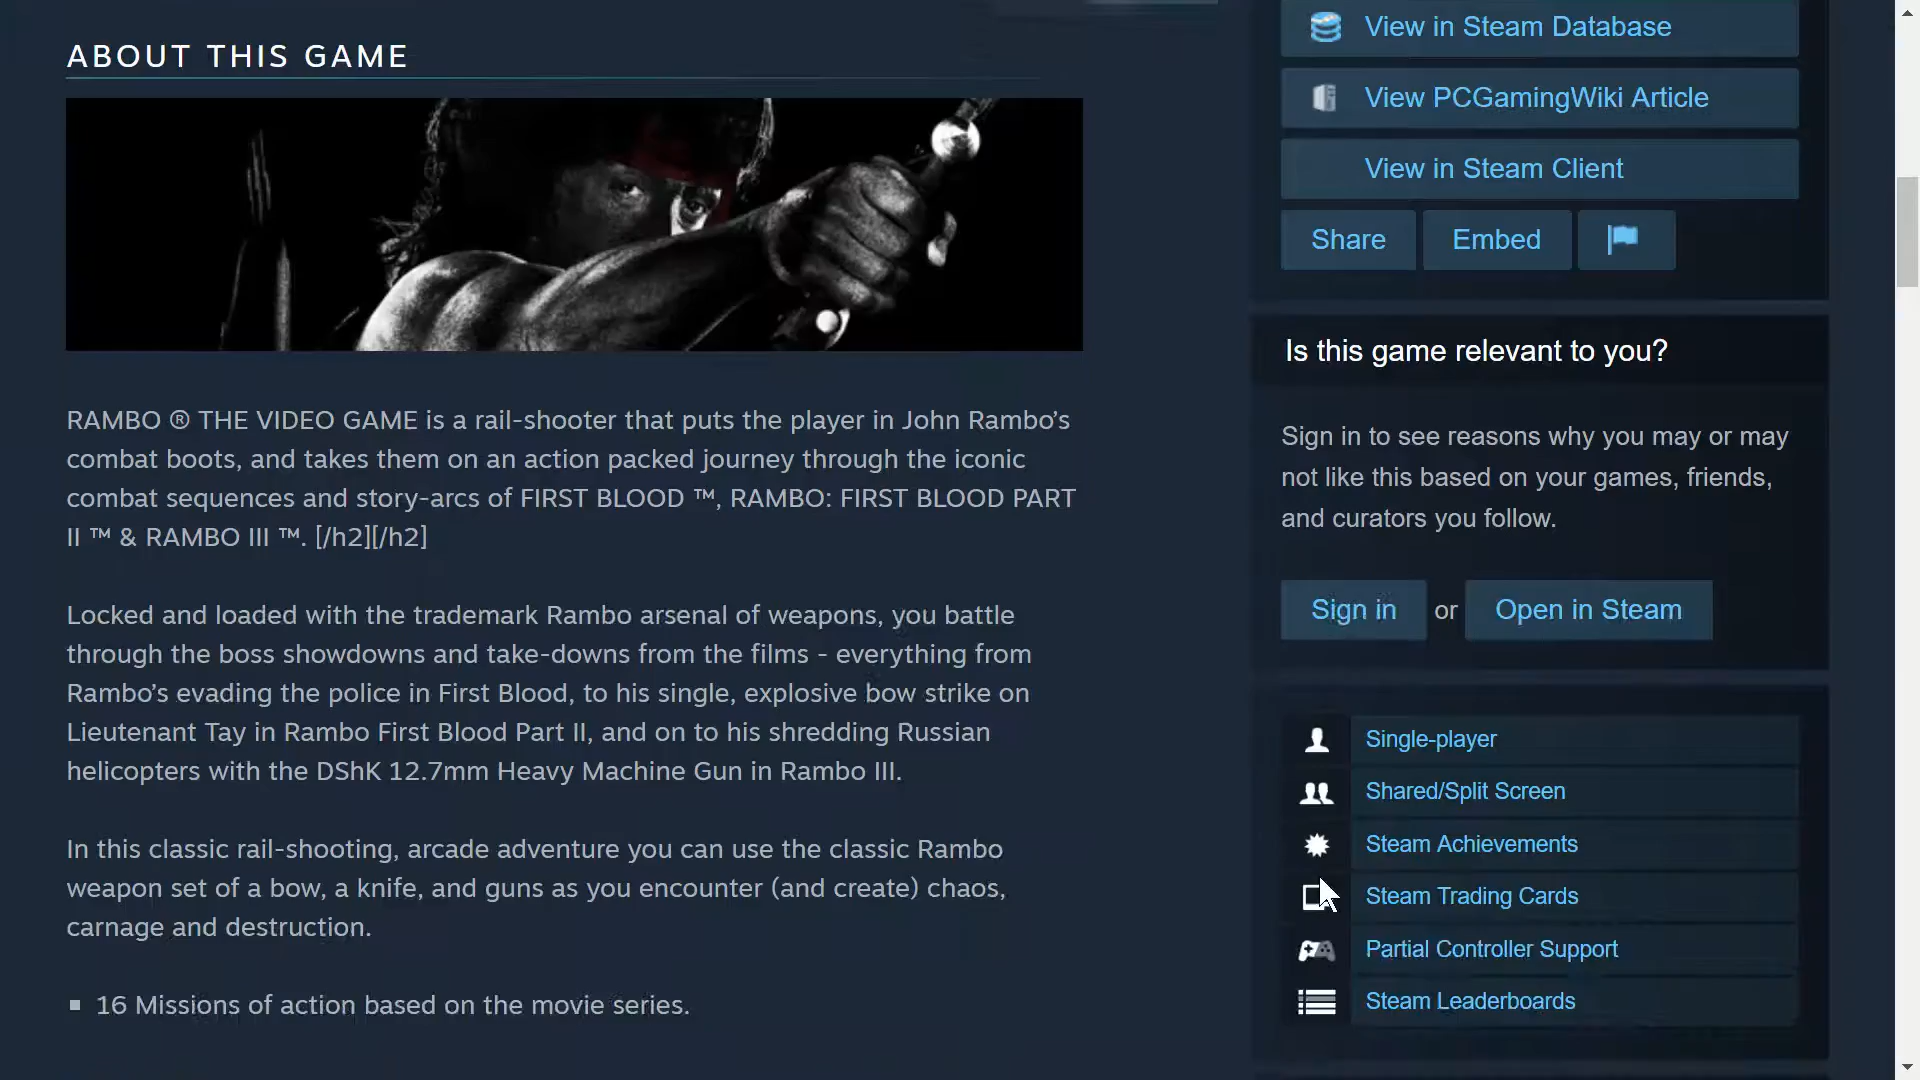 ABOUT THIS GAME
RAMBO ® THE VIDEO GAME is a rail-shooter that puts the player in John Rambo’s
combat boots, and takes them on an action packed journey through the iconic
combat sequences and story-arcs of FIRST BLOOD ™, RAMBO: FIRST BLOOD PART
II ™ & RAMBO III ™. [/h2][/h2]
Locked and loaded with the trademark Rambo arsenal of weapons, you battle
through the boss showdowns and take-downs from the films - everything from
Rambo’s evading the police in First Blood, to his single, explosive bow strike on
Lieutenant Tay in Rambo First Blood Part II, and on to his shredding Russian
helicopters with the DShK 12.7mm Heavy Machine Gun in Rambo III.
In this classic rail-shooting, arcade adventure you can use the classic Rambo
weapon set of a bow, a knife, and guns as you encounter (and create) chaos,
carnage and destruction.
16 Missions of action based on the movie series.
View in Steam Database
View PCGamingWiki Article
View in Steam Client
Share Embed
Is this game relevant to you?
Sign in to see reasons why you may or may
not like this based on your games, friends,
and curators you follow.
Sign in or Open in Steam
Single-player
Shared/Split Screen
Steam Achievements
Steam Trading Cards
Partial Controller Support
Steam Leaderboards